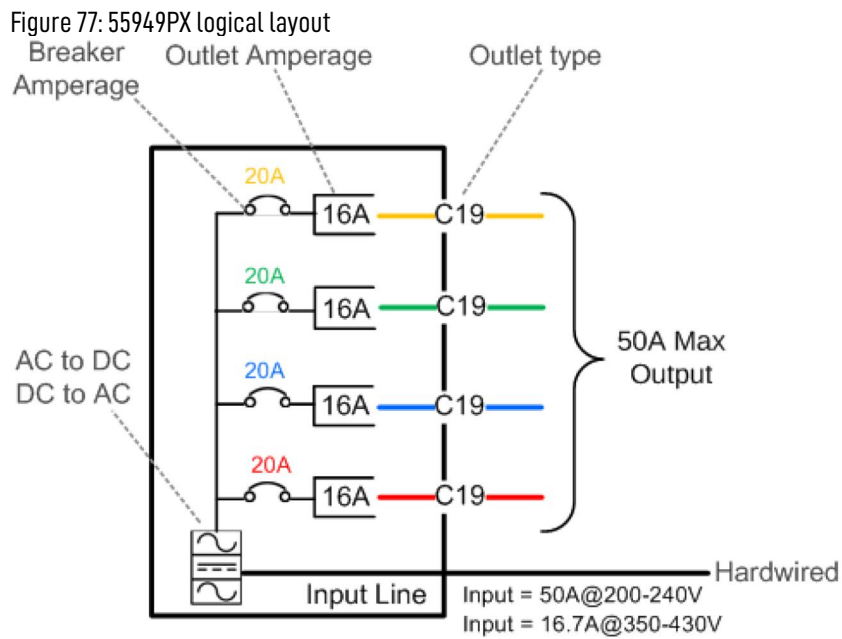 Figure 77: 55949PX logical layout
Breaker
Amperage
Outlet Amperage
Outlet type
20A
16A
C19
20A
16A
C19
20A
16A
C19
20A
16A
C19
50A Max
Output
AC to DC
DC to AC
Input Line
Hardwired
Input = 50A@200-240V
Input = 16.7A@350-430V